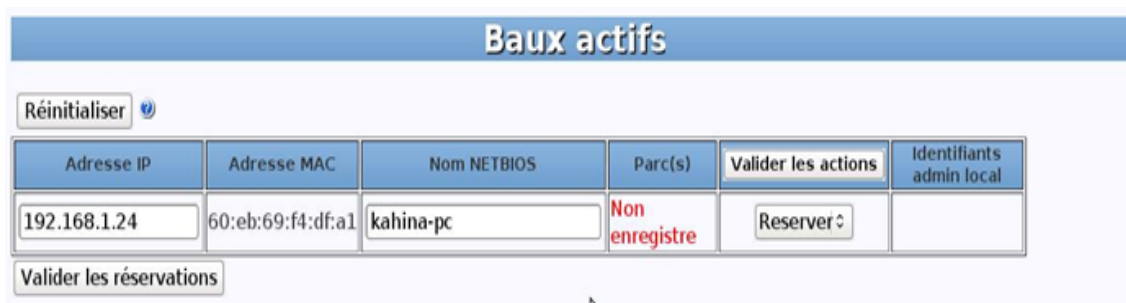 Baux actifs
Réinitialiser
Adresse IP Adresse MAC Nom NETBIOS Parc(s) Valider les actions Identifiants admin local
192.168.1.24 60:eb:69:f4:df:a1 kahina-pc Non enregistre Reserver
Valider les réservations